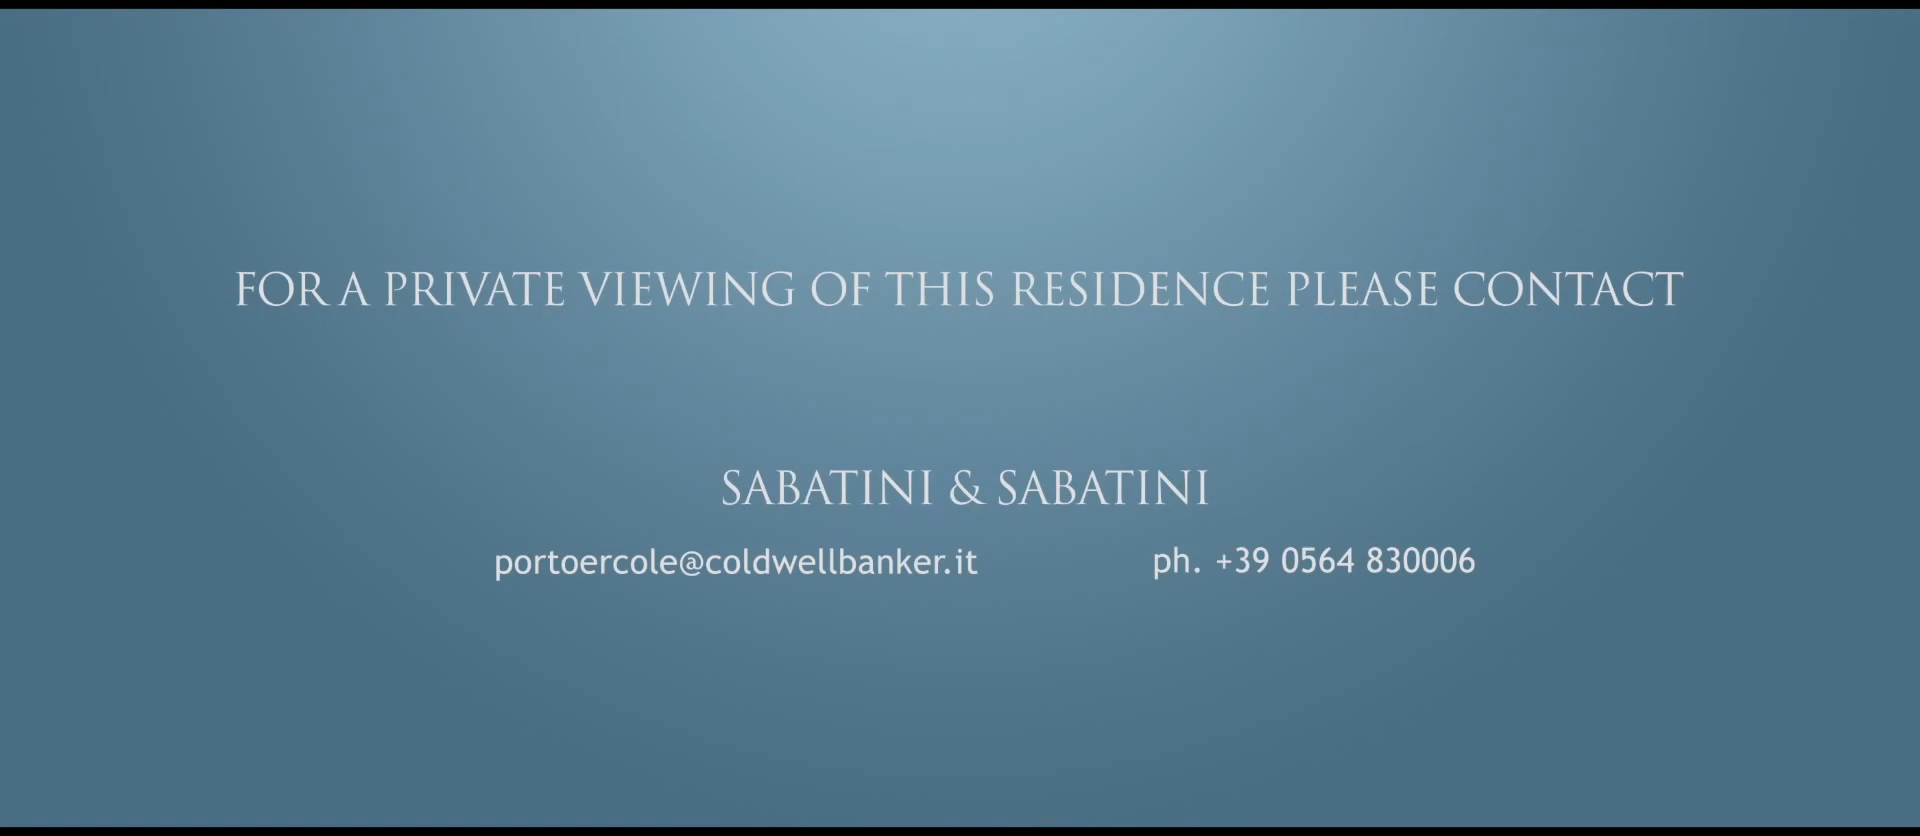 FOR A PRIVATE VIEWING OF THIS RESIDENCE PLEASE CONTACT
SABATINI & SABATINI
portoercole@coldwellbanker.it ph. +39 0564 830006